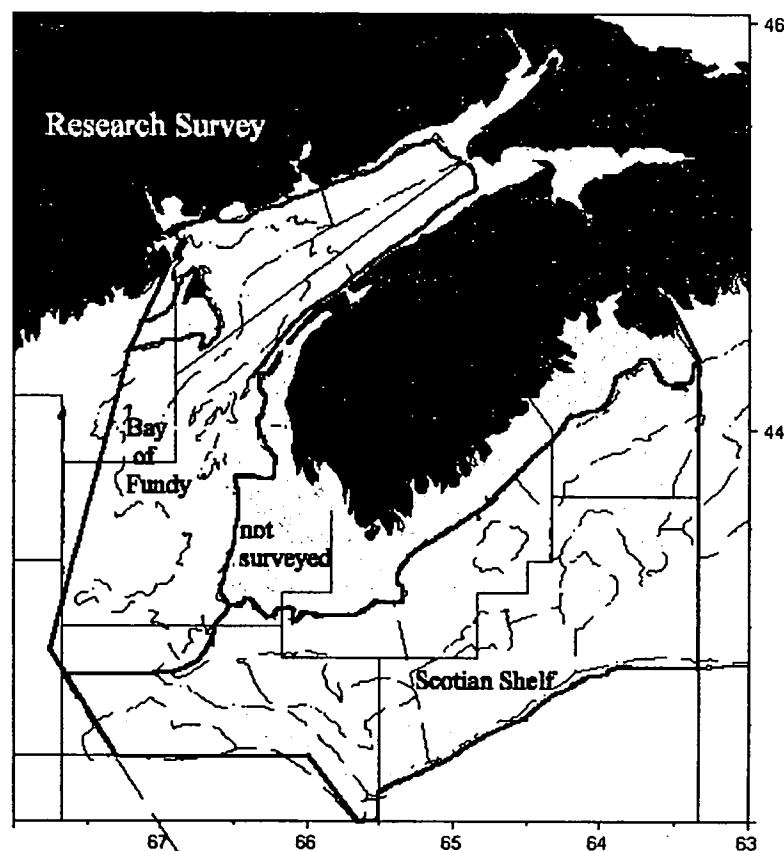 Research Survey
46
44
Bay
of
Fundy
not
surveyed
Scotian Shelf
67
66
65
64
63